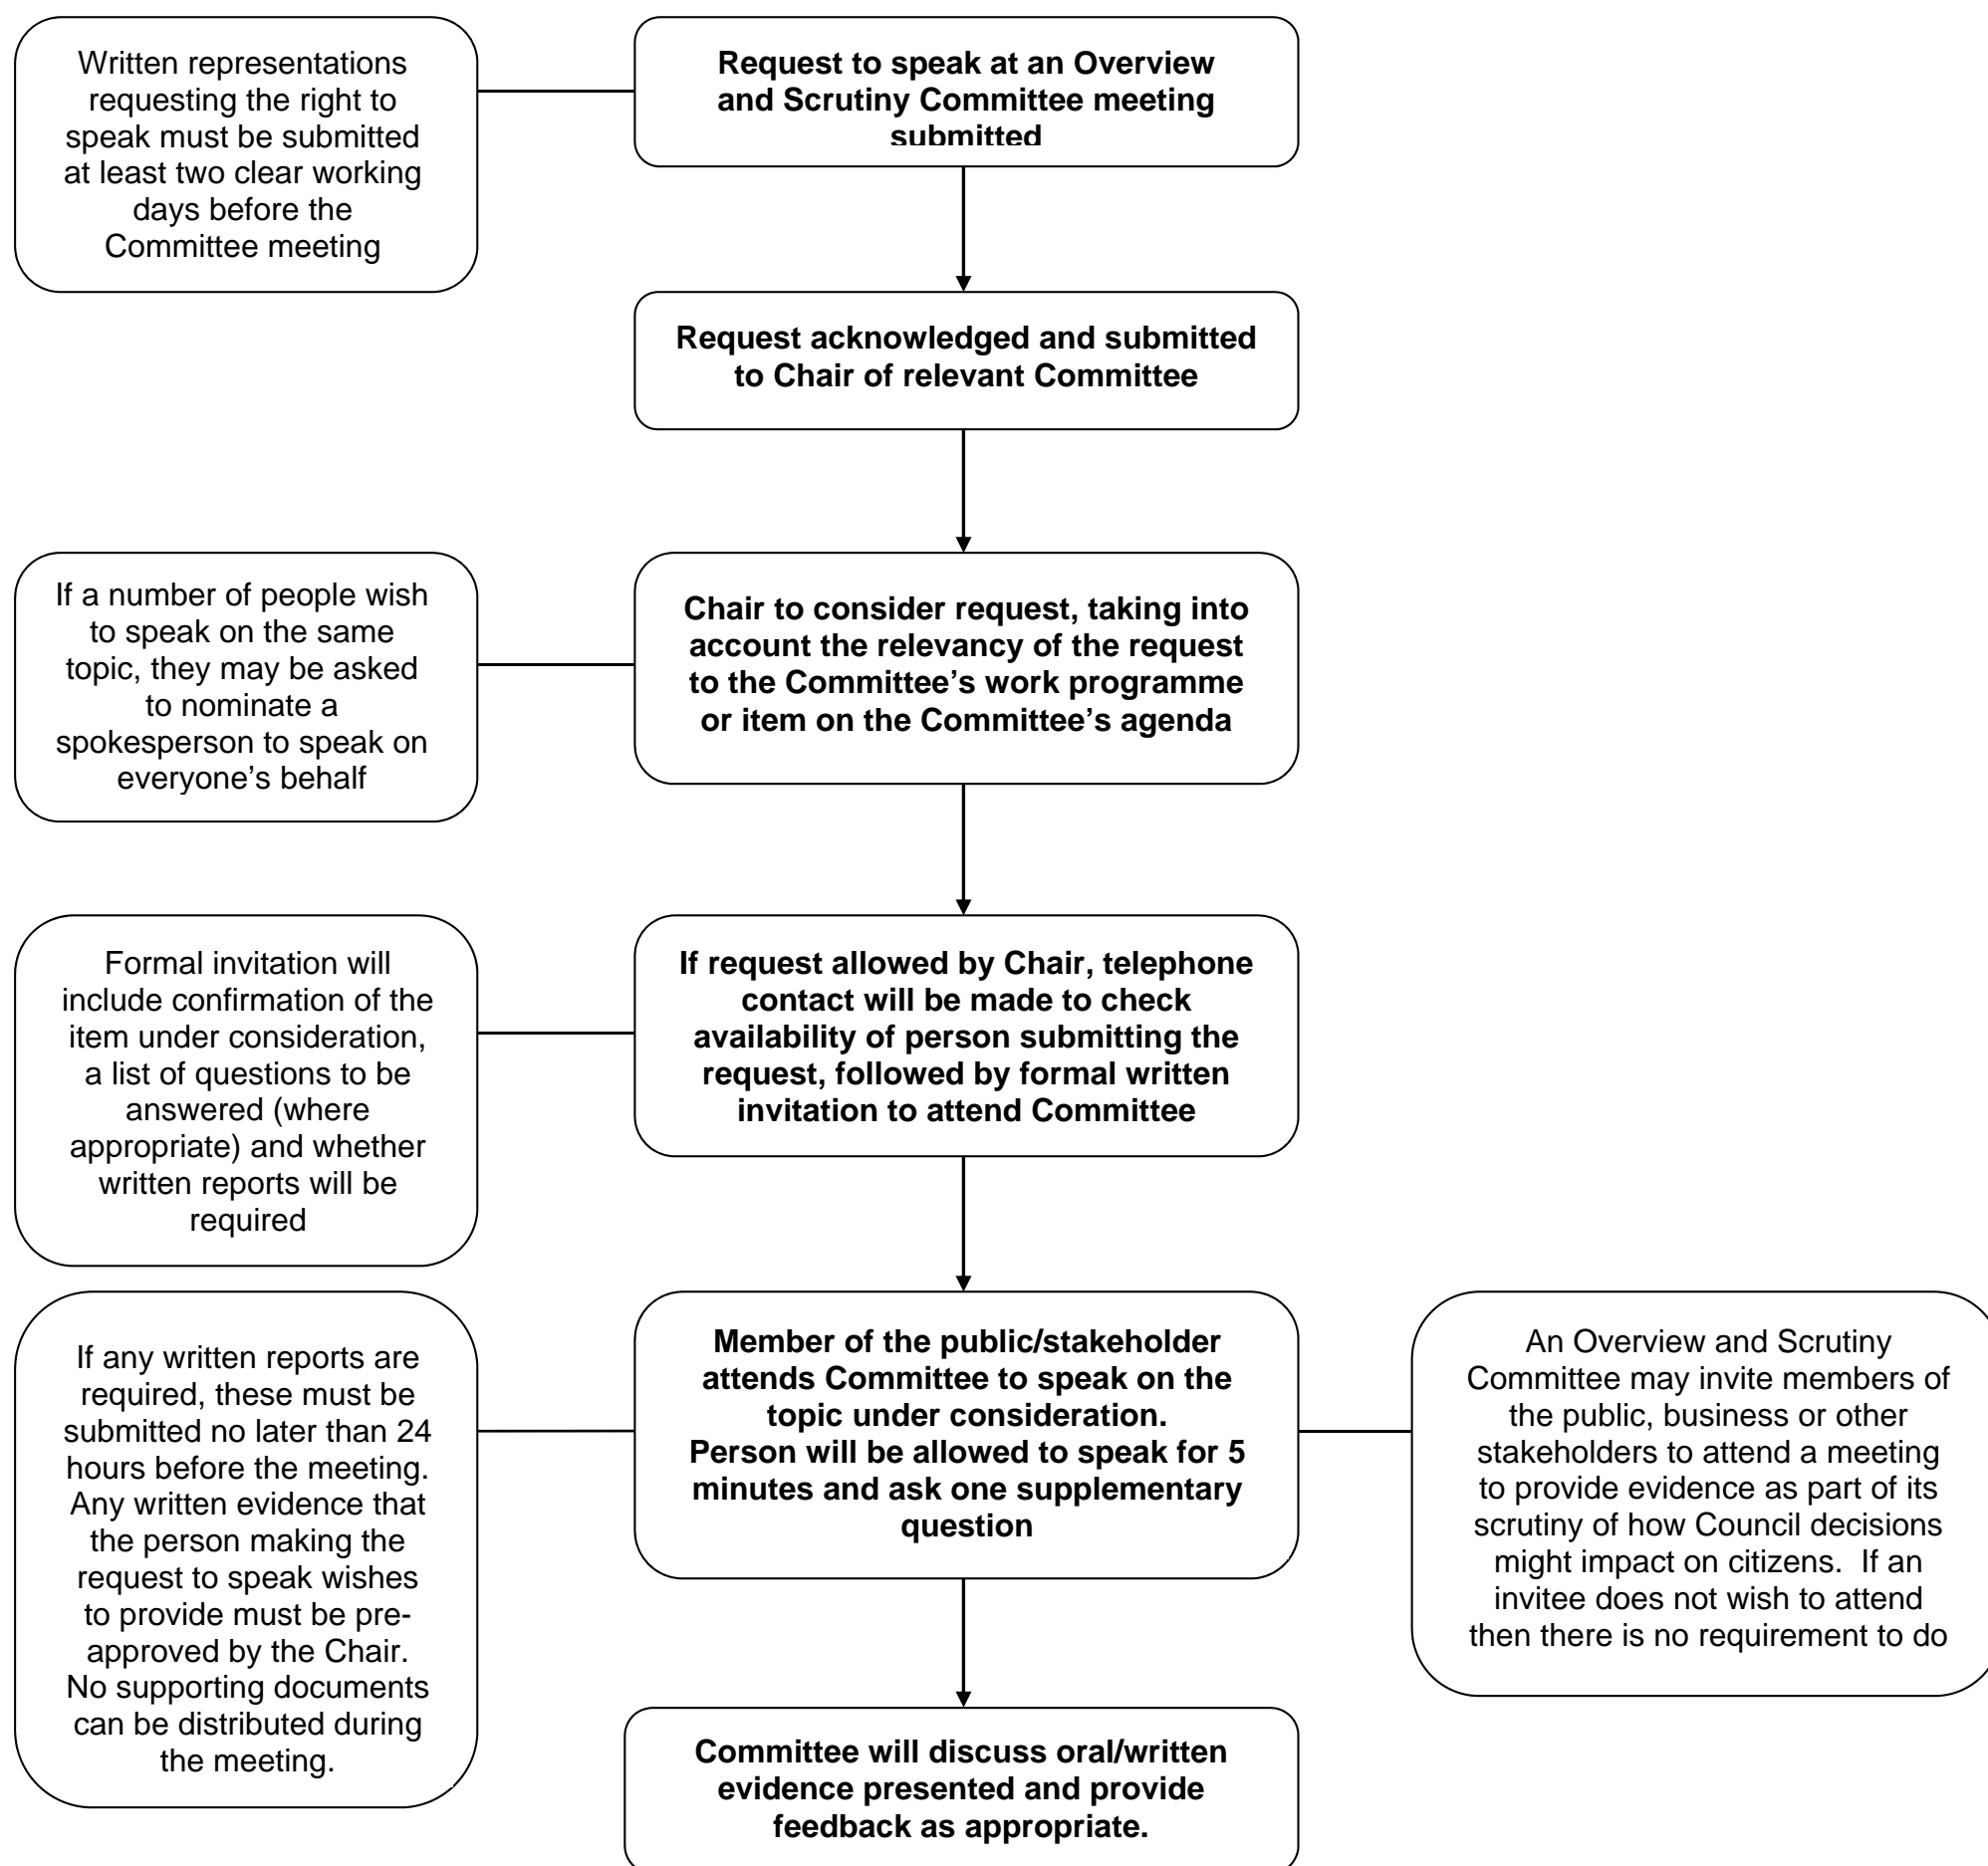 Written representations
requesting the right to
speak must be submitted
at least two clear working
days before the
Committee meeting
Request to speak at an Overview
and Scrutiny Committee meeting
submitted
Request acknowledged and submitted
to Chair of relevant Committee
If a number of people wish
to speak on the same
topic, they may be asked
to nominate a
spokesperson to speak on
everyone’s behalf
Chair to consider request, taking into
account the relevancy of the request
to the Committee’s work programme
or item on the Committee’s agenda
Formal invitation will
include confirmation of the
item under consideration,
a list of questions to be
answered (where
appropriate) and whether
written reports will be
required
If request allowed by Chair, telephone
contact will be made to check
availability of person submitting the
request, followed by formal written
invitation to attend Committee
If any written reports are
required, these must be
submitted no later than 24
hours before the meeting.
Any written evidence that
the person making the
request to speak wishes
to provide must be pre-
approved by the Chair.
No supporting documents
can be distributed during
the meeting.
Member of the public/stakeholder
attends Committee to speak on the
topic under consideration.
Person will be allowed to speak for 5
minutes and ask one supplementary
question
An Overview and Scrutiny
Committee may invite members of
the public, business or other
stakeholders to attend a meeting
to provide evidence as part of its
scrutiny of how Council decisions
might impact on citizens.  If an
invitee does not wish to attend
then there is no requirement to do
Committee will discuss oral/written
evidence presented and provide
feedback as appropriate.